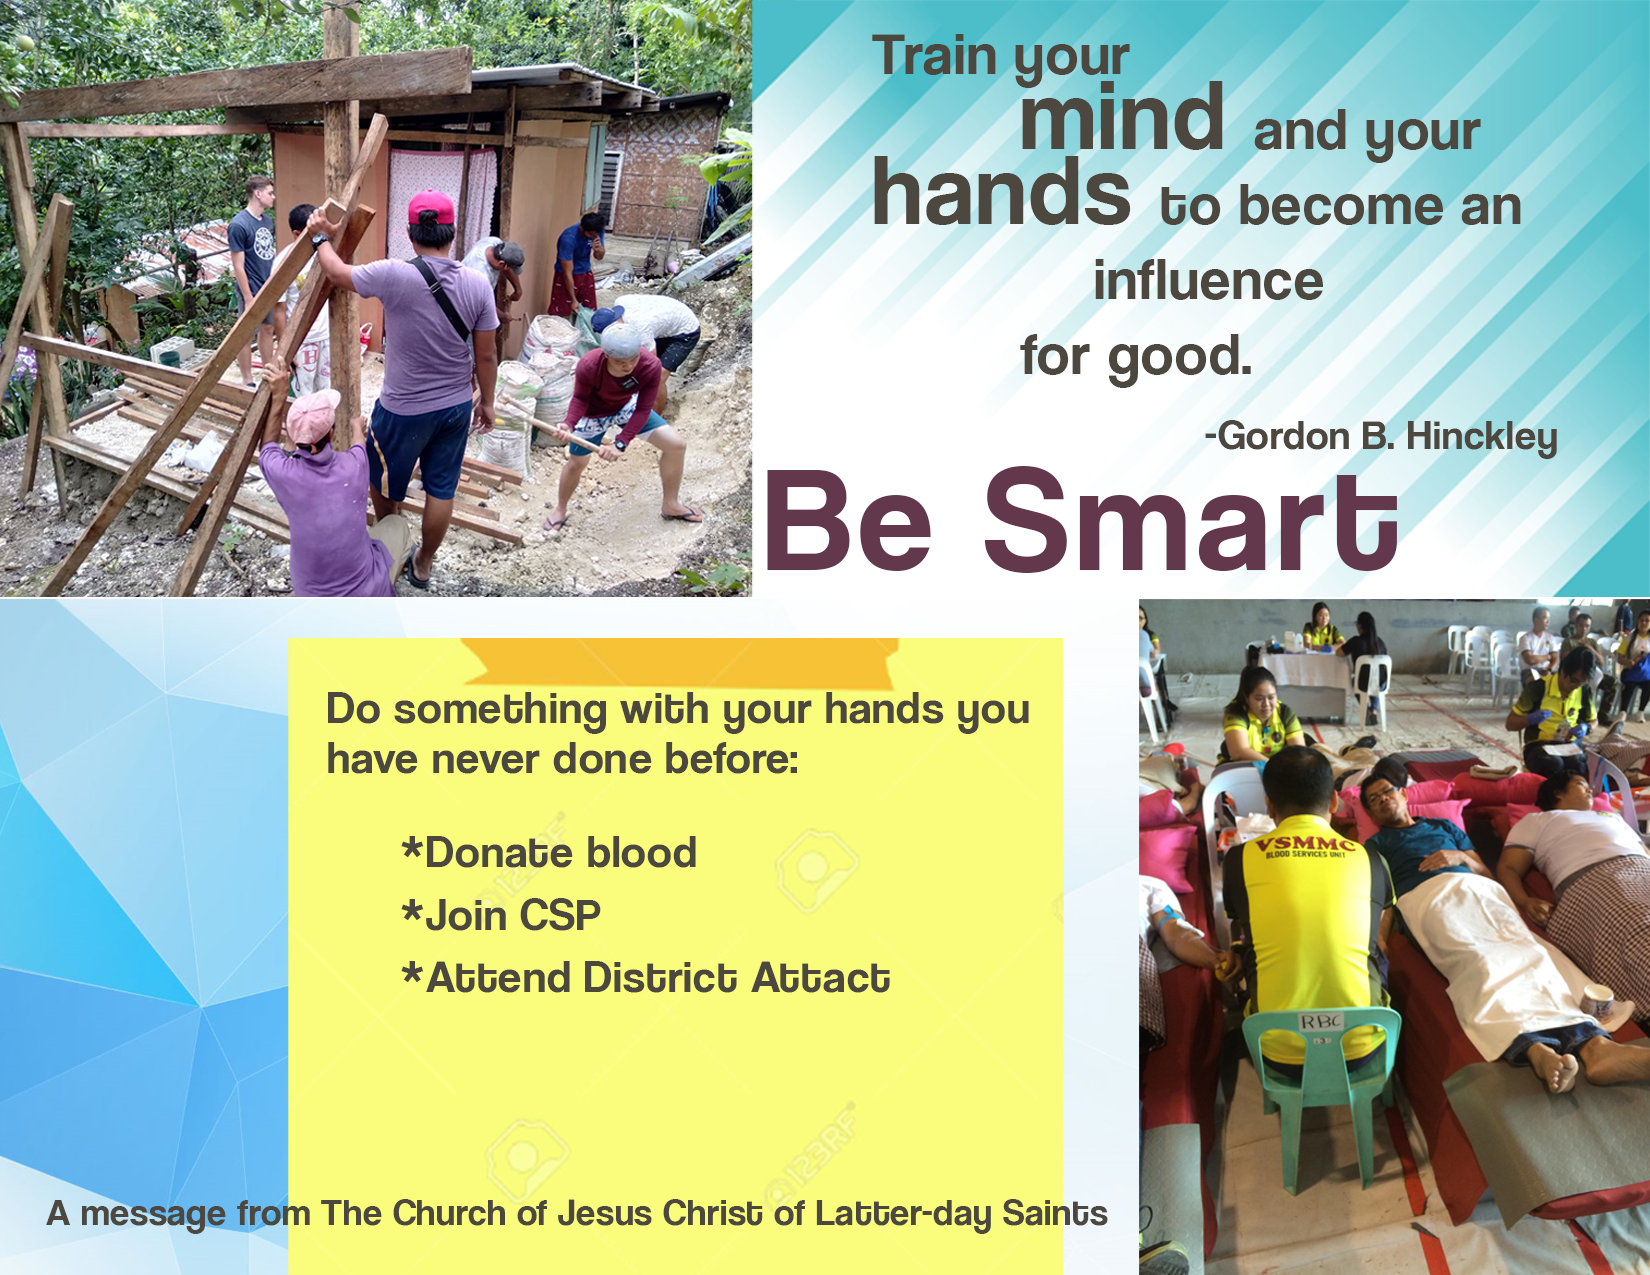 Train your
mind and your
hands to become an
influence
for good.
-Gordon B. Hinckley
Be Smart
Do something with your hands you
have never done before:
*Donate blood
*Join CSP
*Attend District Attact
A message from The Church of Jesus Christ of Latter-day Saints
VSMMC
BLOOD SERVICES UNIT
RBC
123RF
123RF